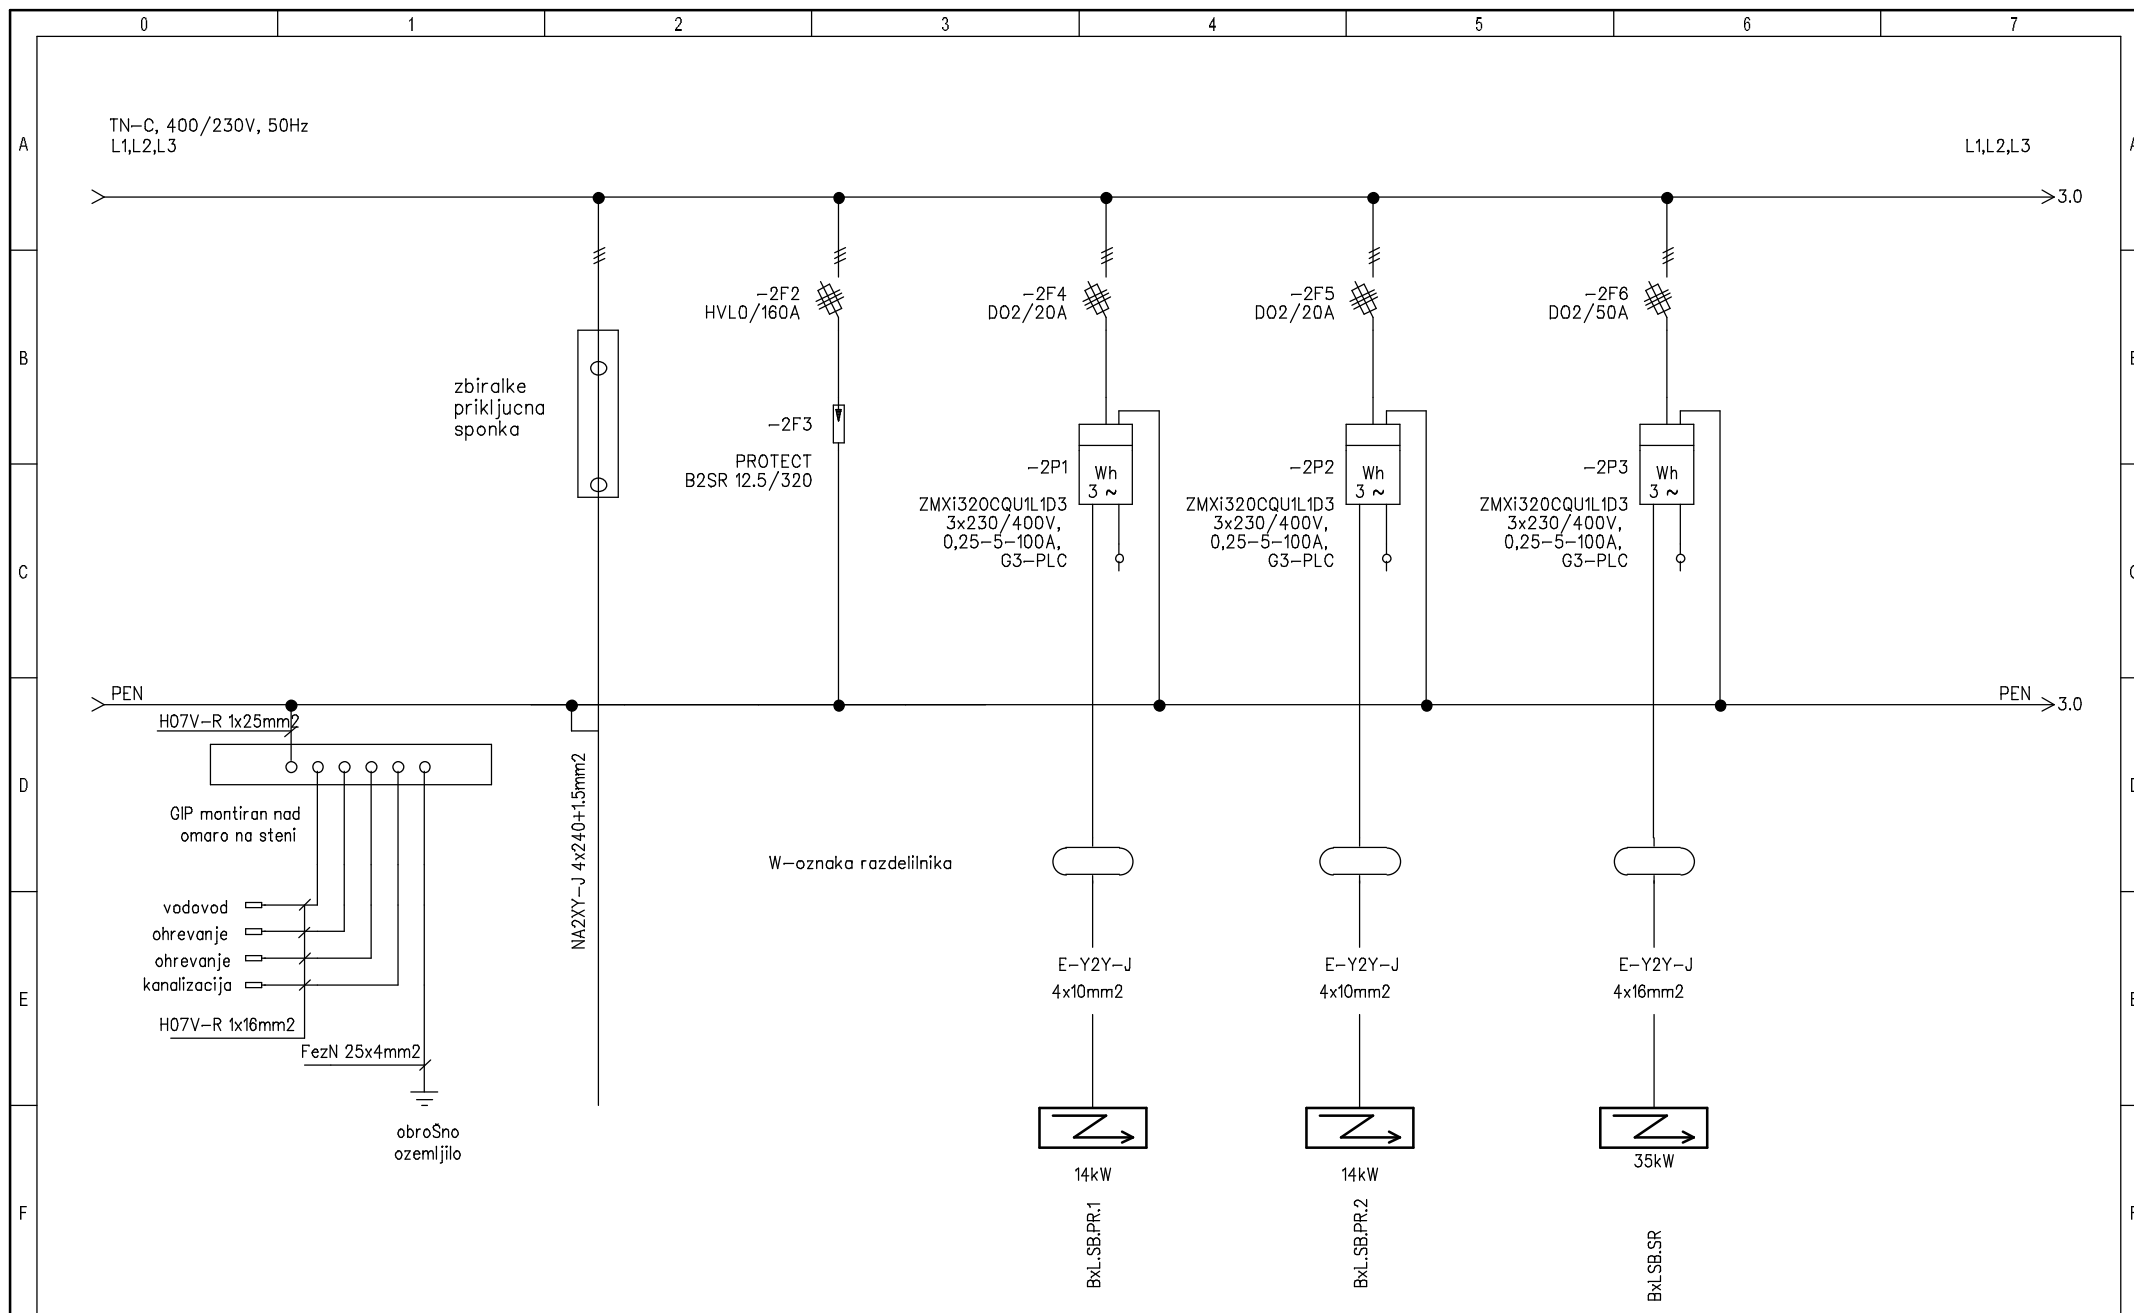 0 1 2 3 4 5 6 7
TN-C, 400/230V, 50Hz
L1,L2,L3
L1,L2,L3
A
3.0
-2F2
HVL0/160A
-2F4
D02/20A
-2F5
D02/20A
-2F6
D02/50A
B
zbiralke
prikljucna
sponka
-2F3
PROTECT
B2SR 12.5/320
-2P1
Wh
3 ~
ZMXi320CQU1L1D3
3x230/400V,
0,25-5-100A,
G3-PLC
-2P2
Wh
3 ~
ZMXi320CQU1L1D3
3x230/400V,
0,25-5-100A,
G3-PLC
-2P3
Wh
3 ~
ZMXi320CQU1L1D3
3x230/400V,
0,25-5-100A,
G3-PLC
C
PEN
PEN
3.0
H07V-R 1x25mm2
D
GIP montiran nad
omaro na steni
NA2XY-J 4x240+1.5mm2
W-oznaka razdelilnika
vodovod
ohrevanje
ohrevanje
kanalizacija
E
H07V-R 1x16mm2
FezN 25x4mm2
E-Y2Y-J
4x10mm2
E-Y2Y-J
4x10mm2
E-Y2Y-J
4x16mm2
obroSno
ozemljilo
14kW
14kW
35kW
F
BxL.SB.PR.1
BxL.SB.PR.2
BxLSB.SR